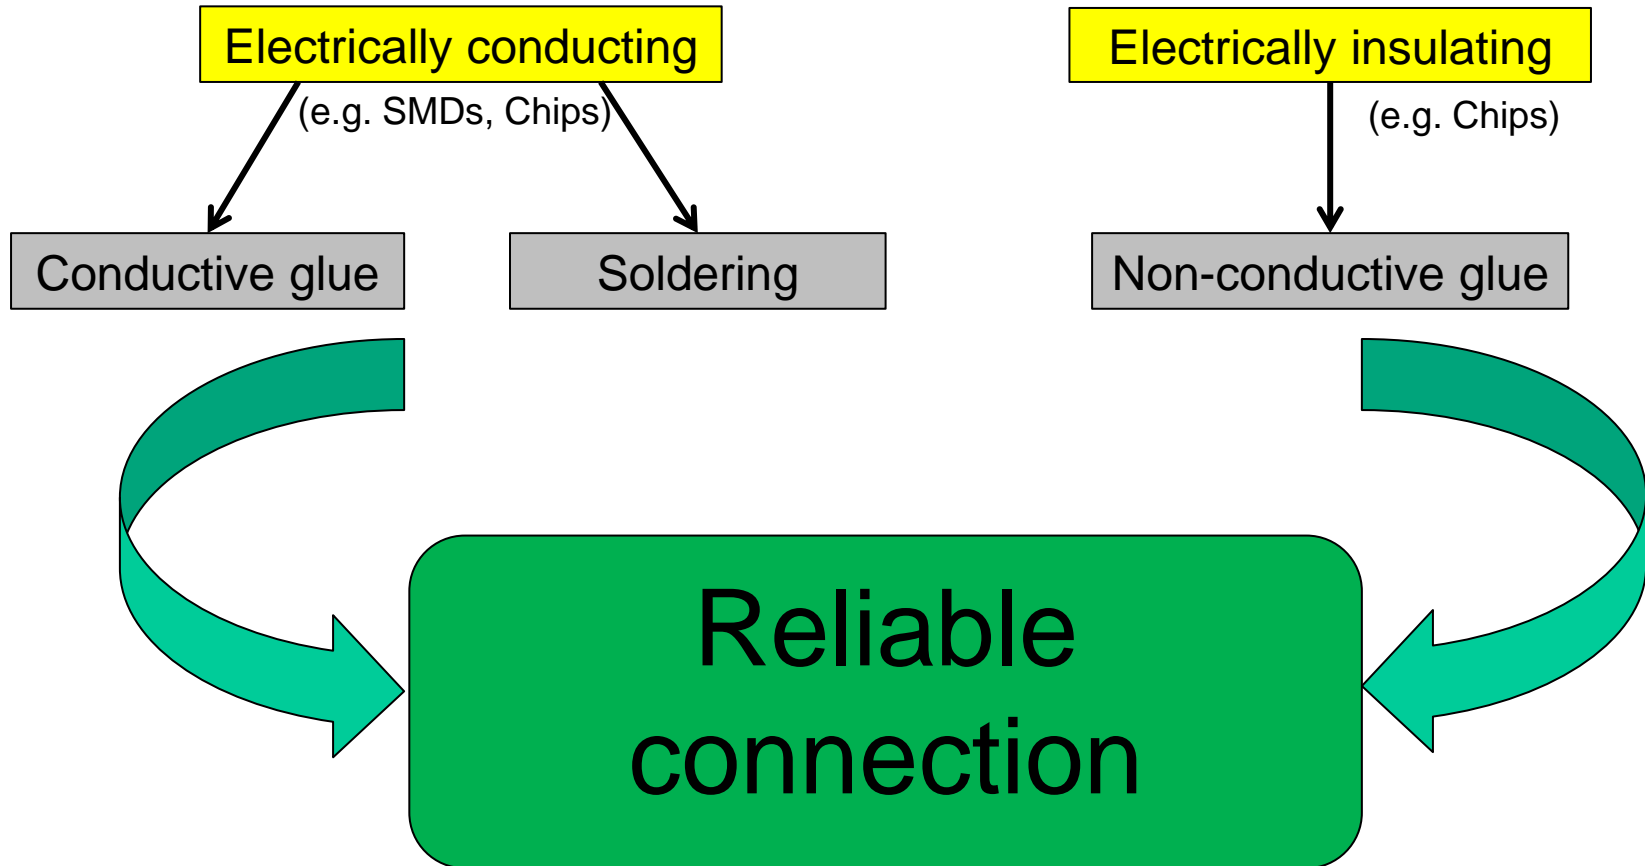 Electrically conducting
Electrically insulating
(e.g. SMDs, Chips)
(e.g. Chips)
Conductive glue
Soldering
Non-conductive glue
Reliable
connection